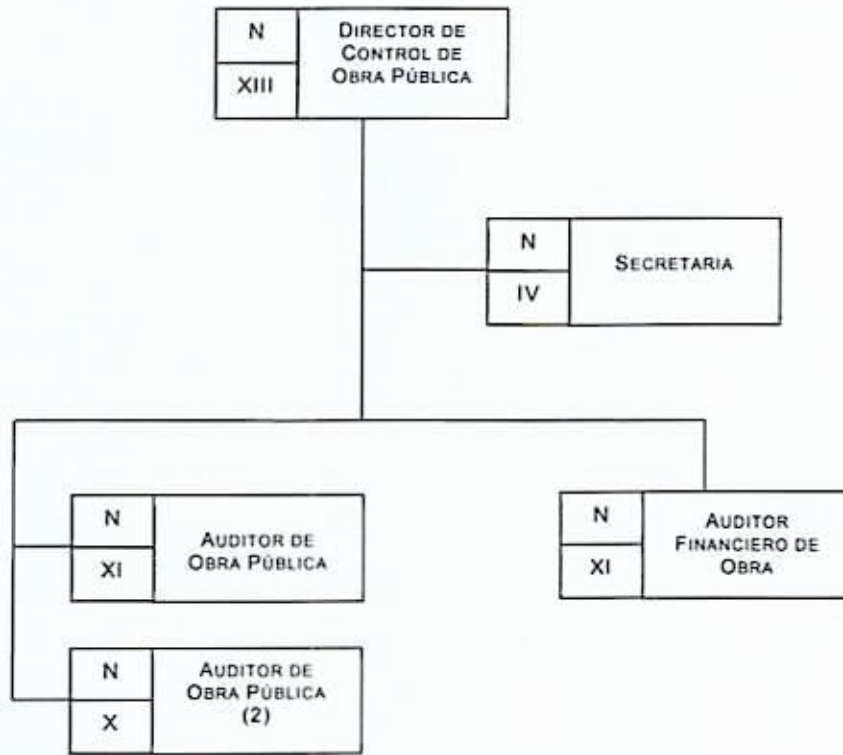 N
XIII
DIRECTOR DE
CONTROL DE
OBRA PÚBLICA
N
IV
SECRETARIA
N
XI
AUDITOR DE
OBRA PÚBLICA
N
XI
AUDITOR
FINANCIERO DE
OBRA
N
X
AUDITOR DE
OBRA PÚBLICA
(2)